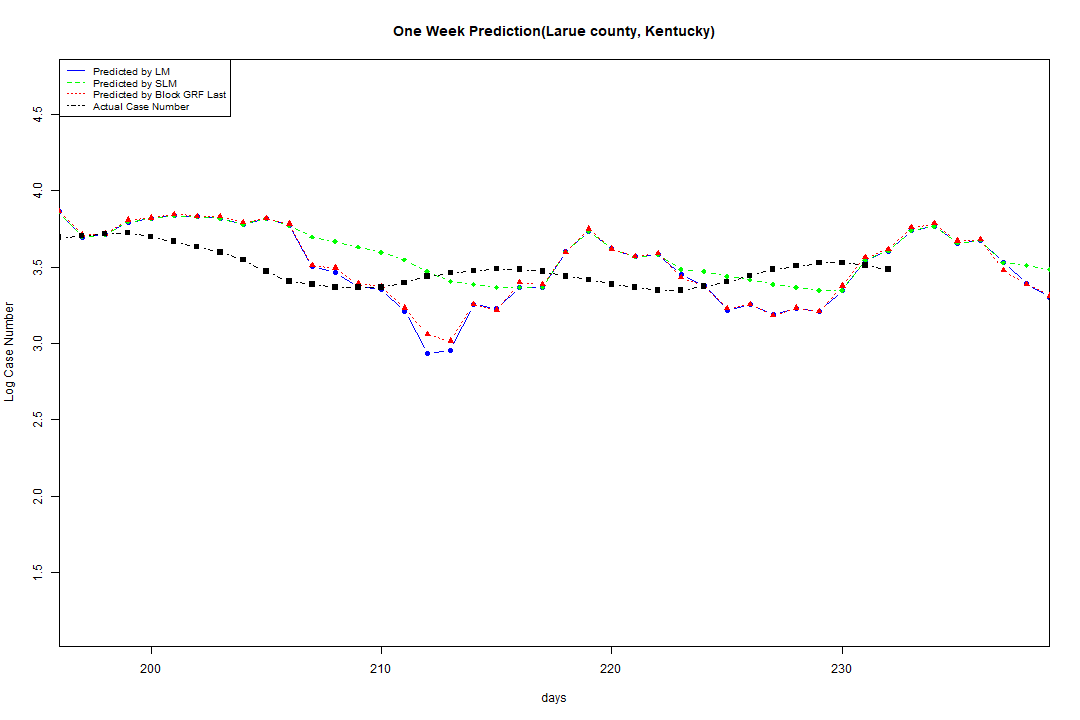 One Week Prediction(Larue county, Kentucky)
Predicted by LM
Predicted by SLM
Predicted by Block GRF Last
Actual Case Number
4.5
4.0
3.5
3.0
2.5
2.0
1.5
Log Case Number
200 210 220 230
days